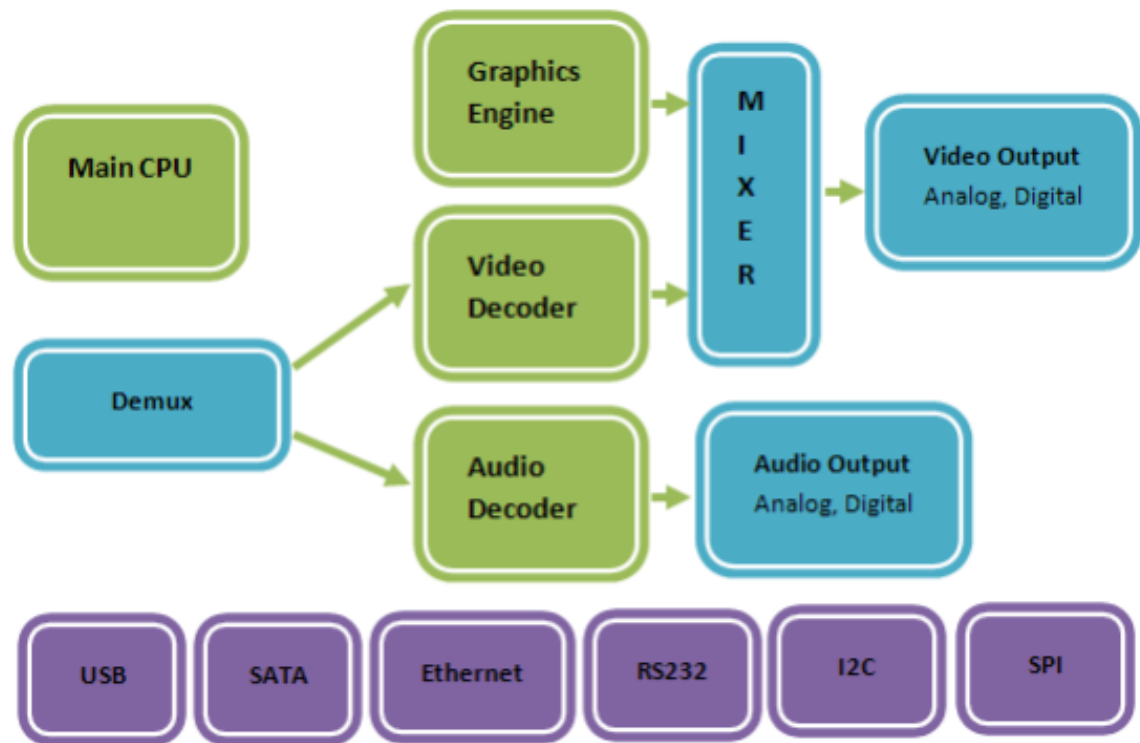 Main CPU
Graphics
Engine
M
I
X
E
R
Video Output
Analog, Digital
Video
Decoder
Demux
Audio
Decoder
Audio Output
Analog, Digital
USB
SATA
Ethernet
RS232
I2C
SPI